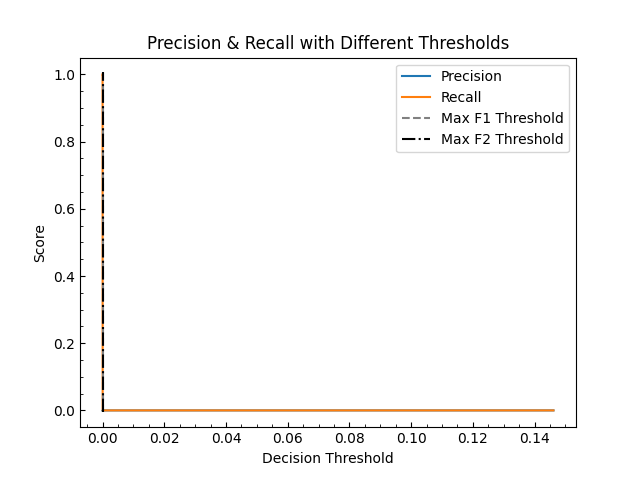 Precision & Recall with Different Thresholds
Precision
Recall
Max F1 Threshold
Max F2 Threshold
Score
1.0
0.8
0.6
0.4
0.2
0.0
0.00 0.02 0.04 0.06 0.08 0.10 0.12 0.14
Decision Threshold